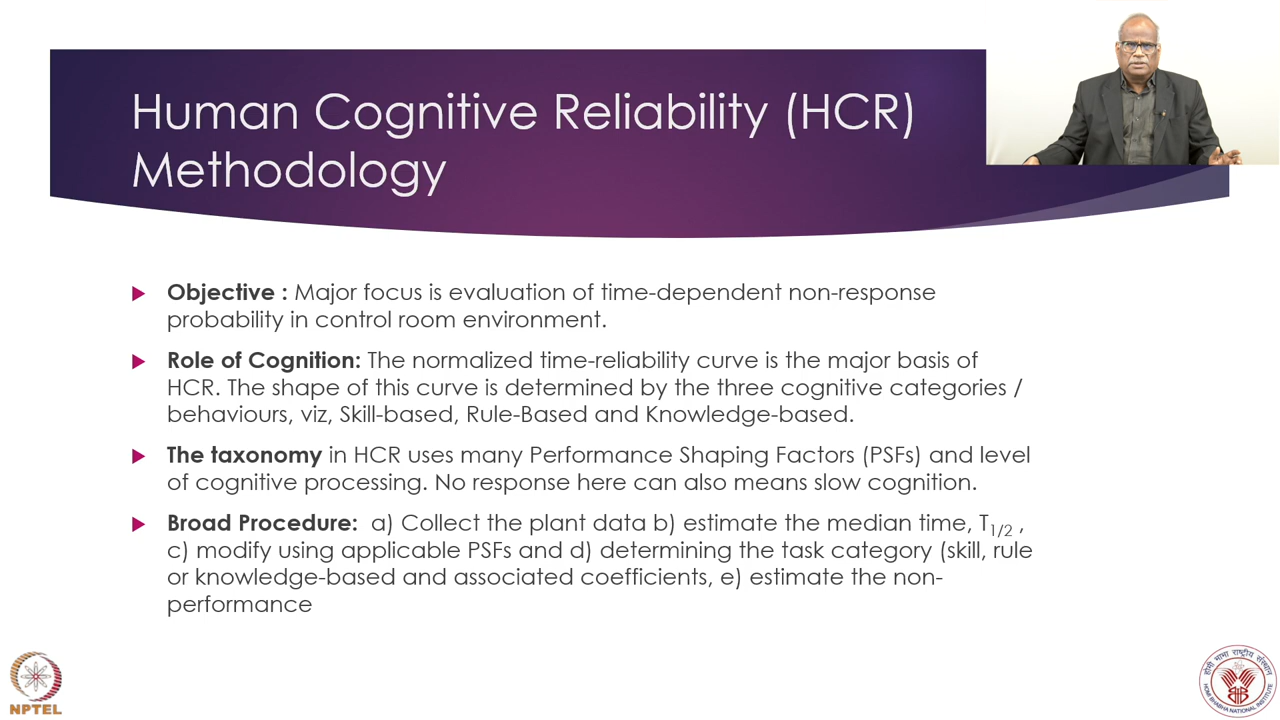 Human Cognitive Reliability (HCR)
Methodology
Objective : Major focus is evaluation of time-dependent non-response
probability in control room environment.
Role of Cognition: The normalized time-reliability curve is the major basis of
HCR. The shape of this curve is determined by the three cognitive categories /
behaviours, viz, Skill-based, Rule-Based and Knowledge-based.
The taxonomy in HCR uses many Performance Shaping Factors (PSFs) and level
of cognitive processing. No response here can also means slow cognition.
Broad Procedure: a) Collect the plant data b) estimate the median time, T1/2 ,
c) modify using applicable PSFs and d) determining the task category (skill, rule
or knowledge-based and associated coefficients, e) estimate the non-
performance
NPTEL
होमी भाभा राष्ट्रीय संस्थान
HOMI BHABHA NATIONAL INSTITUTE